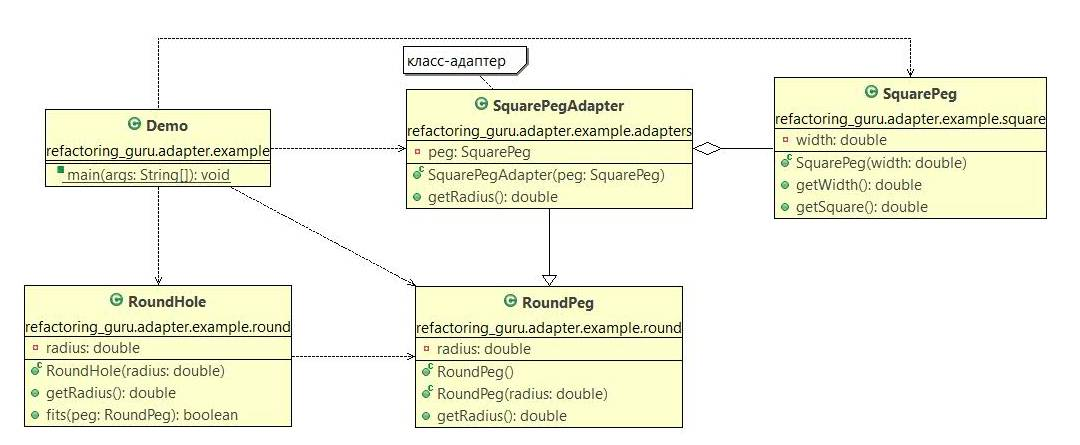 класс-адаптер
Demo
refactoring_guru.adapter.example
main(args: String[]): void
SquarePegAdapter
refactoring_guru.adapter.example.adapters
peg: SquarePeg
SquarePegAdapter(peg: SquarePeg)
getRadius(): double
SquarePeg
refactoring_guru.adapter.example.square
width: double
SquarePeg(width: double)
getWidth(): double
getSquare(): double
RoundHole
refactoring_guru.adapter.example.round
radius: double
RoundHole(radius: double)
getRadius(): double
fits(peg: RoundPeg): boolean
RoundPeg
refactoring_guru.adapter.example.round
radius: double
RoundPeg()
RoundPeg(radius: double)
getRadius(): double